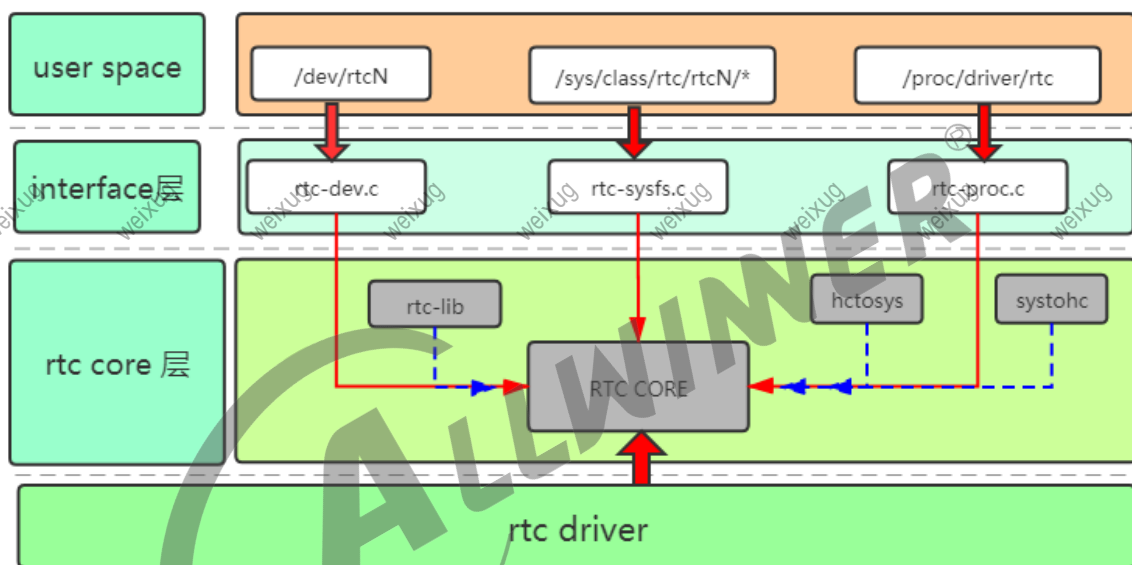 user space
/dev/rtcN
/sys/class/rtc/rtcN/*
/proc/driver/rtc
interface层
rtc-dev.c
rtc-sysfs.c
rtc-proc.c
weixug
weixug
weixug
weixug
weixug
weixug
weixug
weixug
weixug
rtc core 层
rtc-lib
hctosys
systohc
RTC CORE
ALLWINNER®
rtc driver